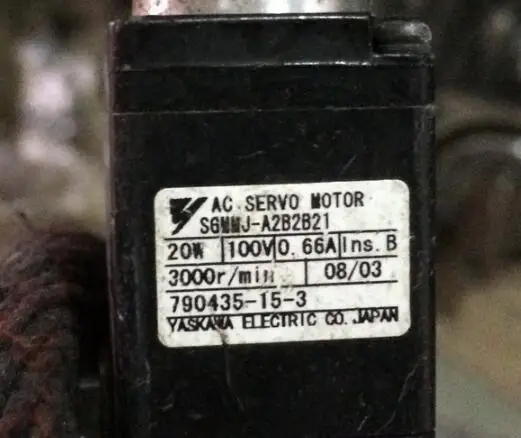 AC SERVO MOTOR
SGMMJ-A2B2B21
20W 100V 0.66A Ins. B
3000r/min 08/03
790435-15-3
YASKAWA ELECTRIC CO. JAPAN